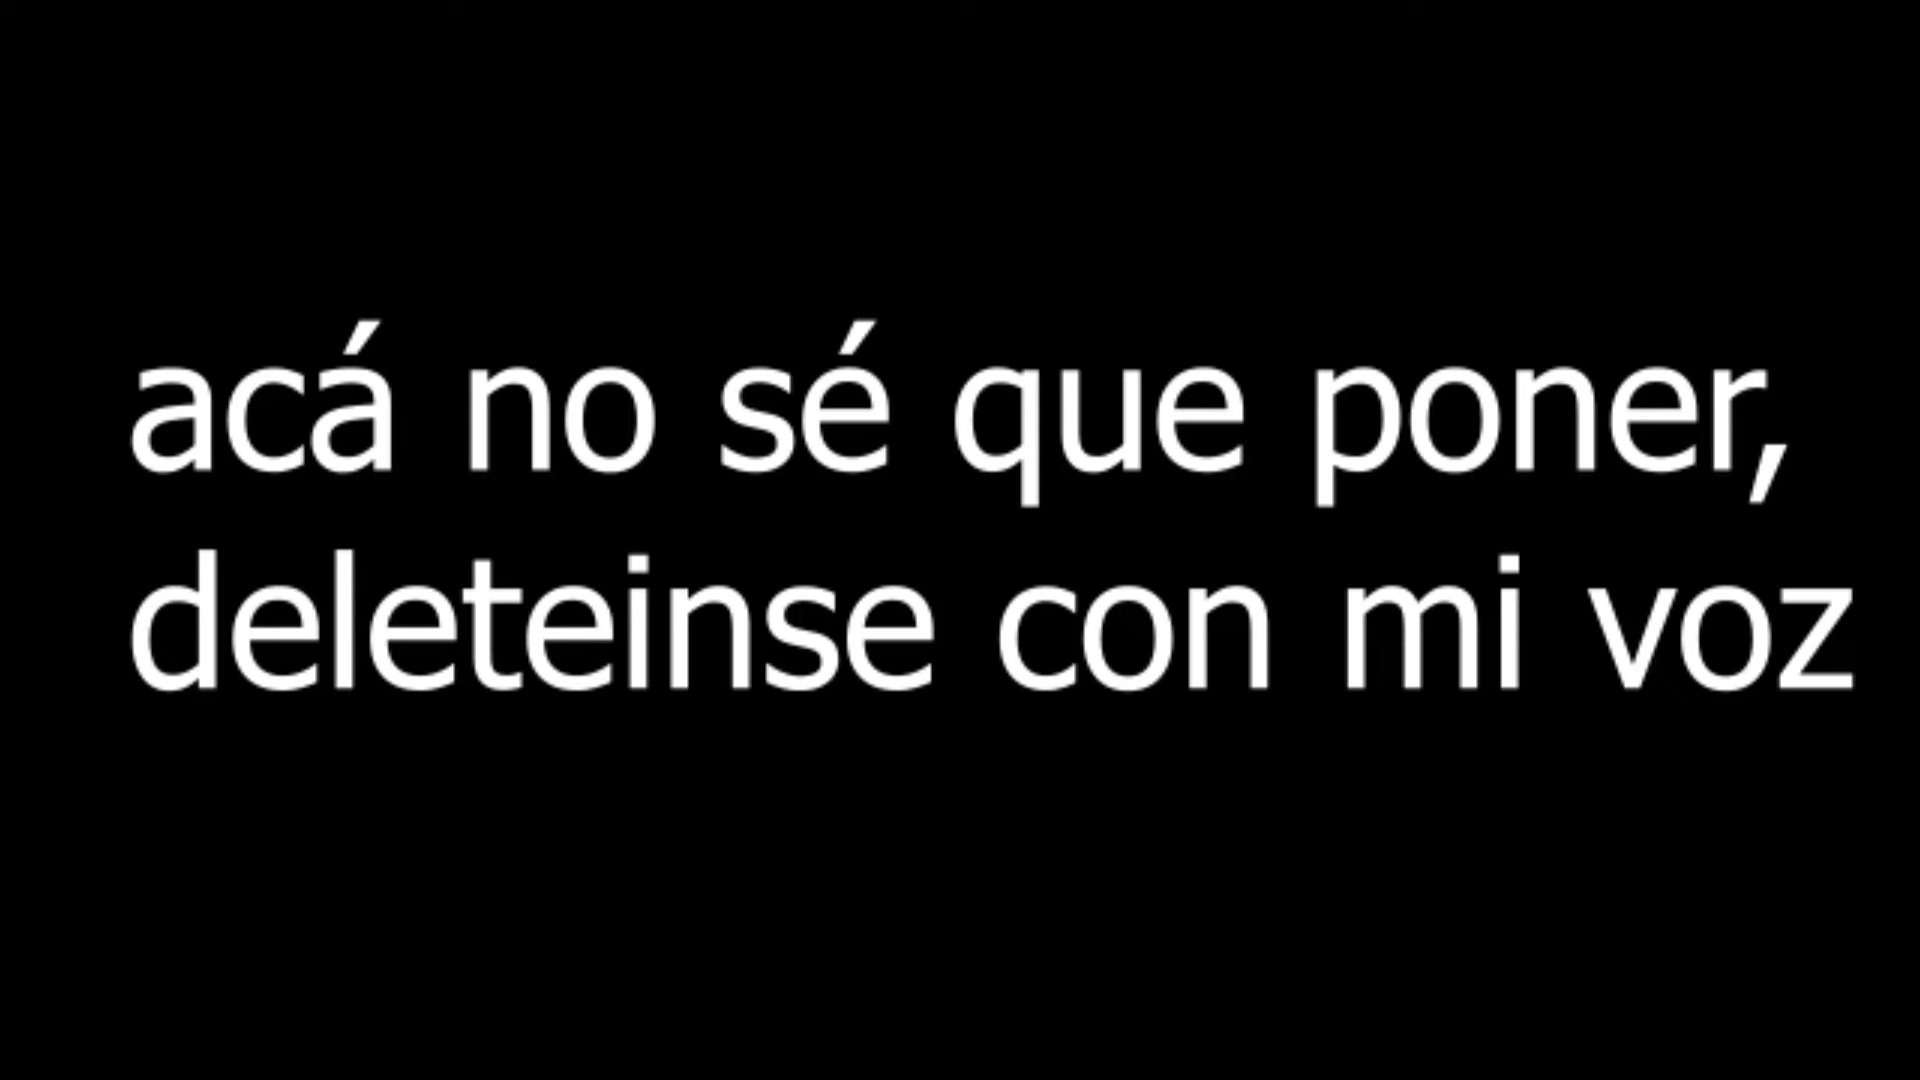 acá no sé que poner,
deleteinse con mi voz